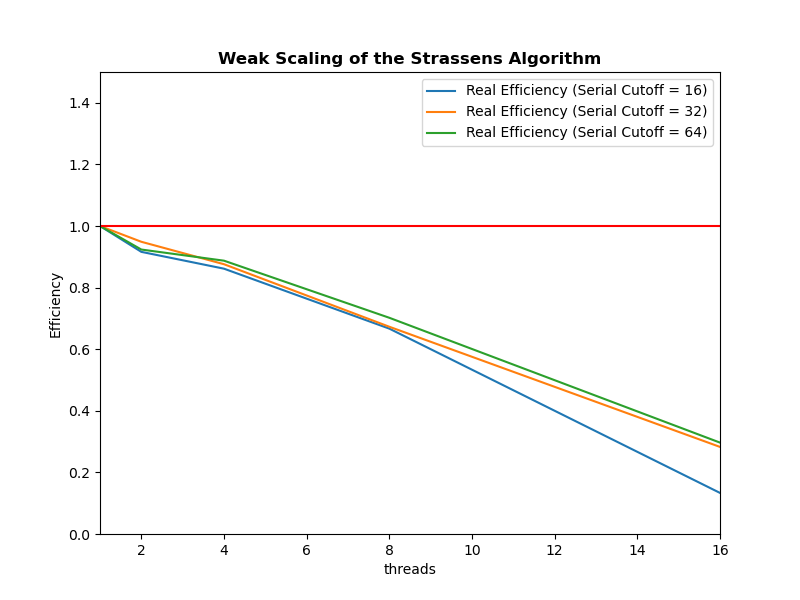 Weak Scaling of the Strassens Algorithm
Real Efficiency (Serial Cutoff = 16)
Real Efficiency (Serial Cutoff = 32)
Real Efficiency (Serial Cutoff = 64)
Efficiency
1.4
1.2
1.0
0.8
0.6
0.4
0.2
0.0
2 4 6 8 10 12 14 16
threads